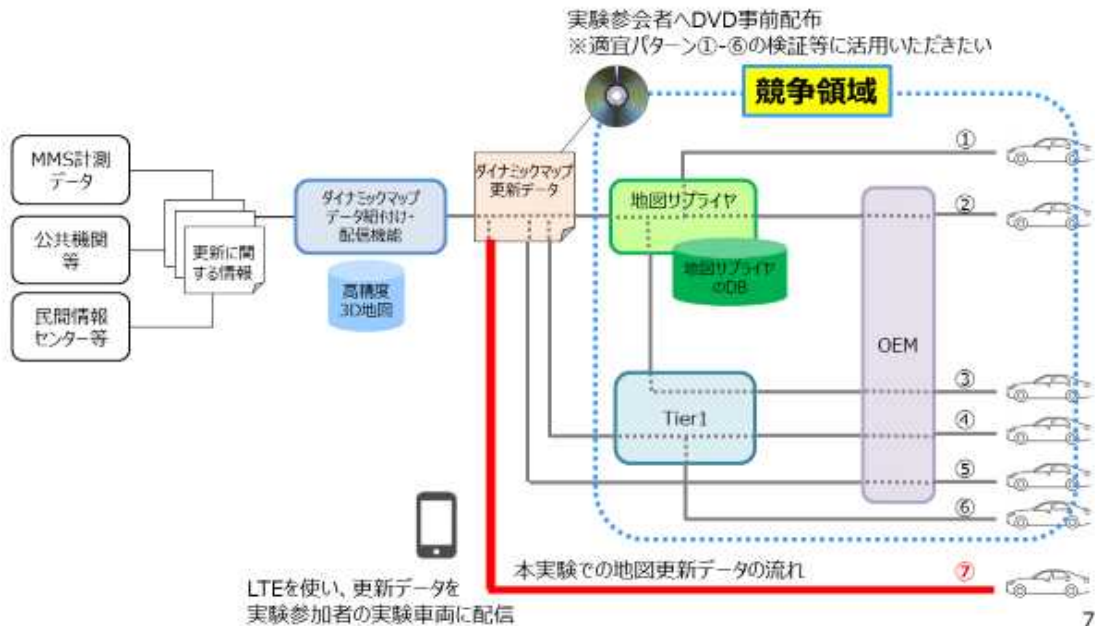 実験参会者へDVD事前配布
※適宜パターン①-⑥の検証等に活用いただきたい
競争領域
MMS計測
データ
公共機関
等
民間情報
センター等
更新に関
する情報
ダイナミックマップ
データ紐付け・
配信機能
高精度
3D地図
ダイナミックマップ
更新データ
地図サプライヤ
地図サプライヤ
のDB
Tier1
OEM
①
②
③
④
⑤
⑥
⑦
本実験での地図更新データの流れ
LTEを使い、更新データを
実験参加者の実験車両に配信
7